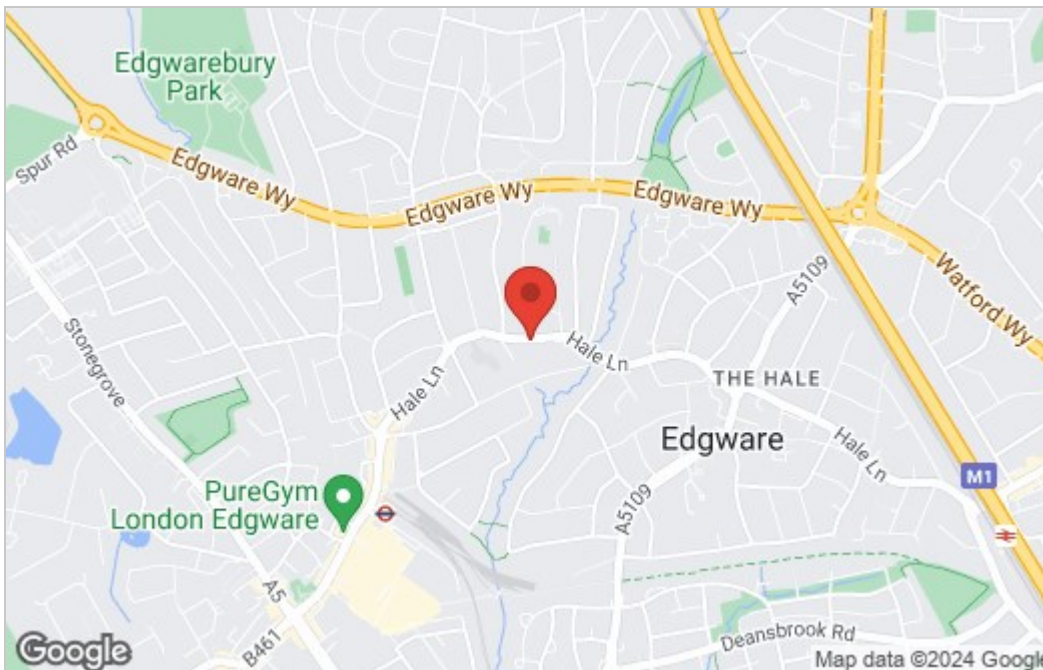 Edgwarebury
Park
Spur Rd
Edgware Wy
Edgware Wy
Edgware Wy
A5109
Watford Wy
Stonegrove
Hale Ln
Hale Ln
THE HALE
Edgware
Hale Ln
M1
PureGym
London Edgware
A5109
A5
B461
Deansbrook Rd
Google
Map data ©2024 Google